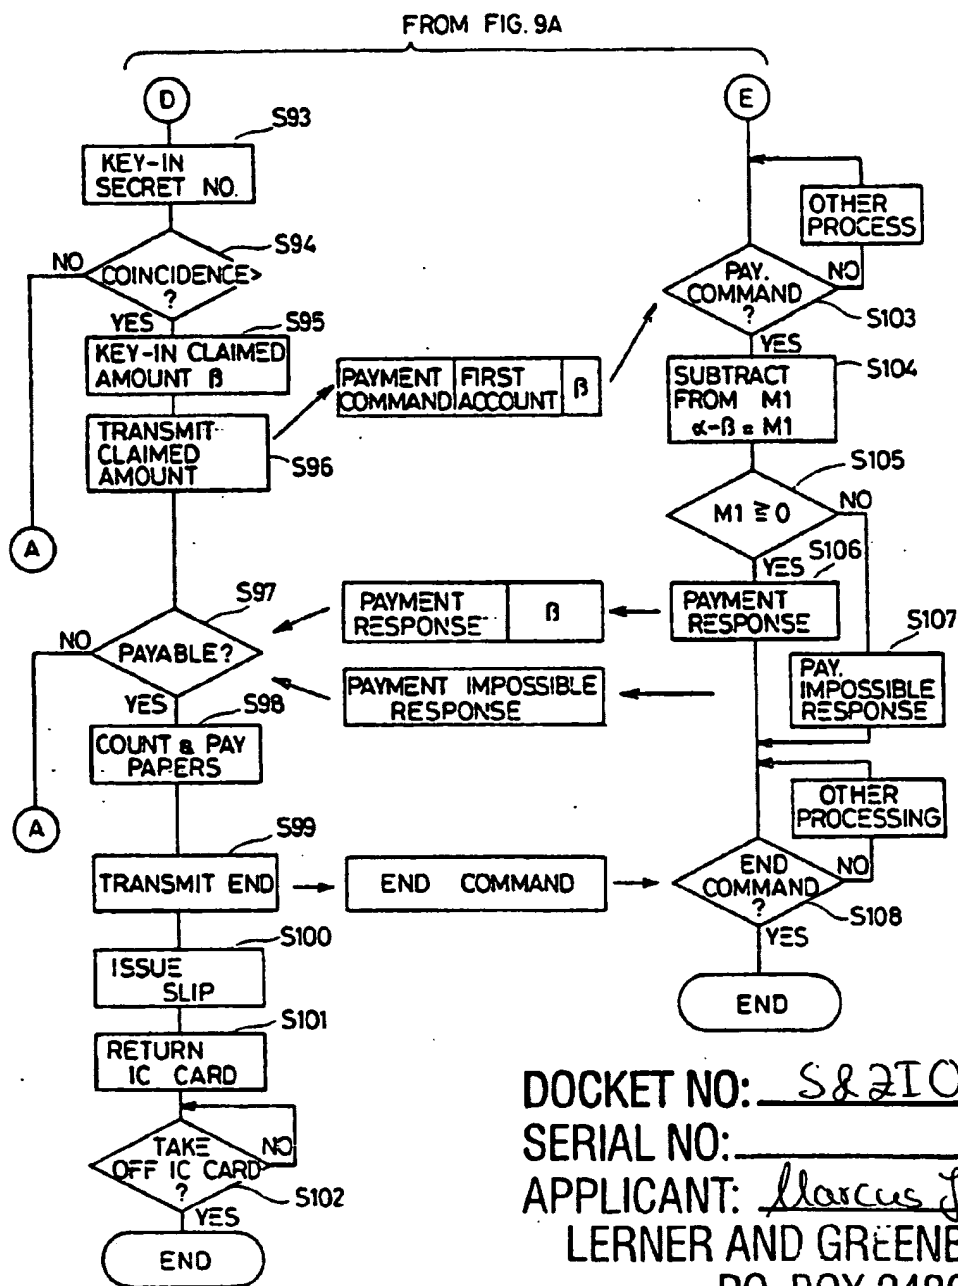 FROM FIG. 9A
D
S93
KEY-IN
SECRET NO.
S94
NO
COINCIDENCE>
?
YES
S95
KEY-IN CLAIMED
AMOUNT β
TRANSMIT
CLAIMED
AMOUNT
S96
A
PAYMENT
COMMAND
FIRST
ACCOUNT
β
E
OTHER
PROCESS
PAY.
COMMAND
?
NO
S103
YES
S104
SUBTRACT
FROM M1
α-β = M1
S105
M1 ≧ 0
NO
YES
S106
PAYMENT
RESPONSE
S107
PAY.
IMPOSSIBLE
RESPONSE
PAYMENT
RESPONSE
β
PAYMENT IMPOSSIBLE
RESPONSE
S97
NO
PAYABLE?
YES
S98
COUNT & PAY
PAPERS
A
S99
TRANSMIT END
END COMMAND
OTHER
PROCESSING
END
COMMAND
?
NO
S108
YES
END
S100
ISSUE
SLIP
S101
RETURN
IC CARD
TAKE
OFF IC CARD
?
NO
S102
YES
END
DOCKET NO: S&ZIO
SERIAL NO:
APPLICANT: Marcus J
LERNER AND GREENB
P.O. BOX 2480